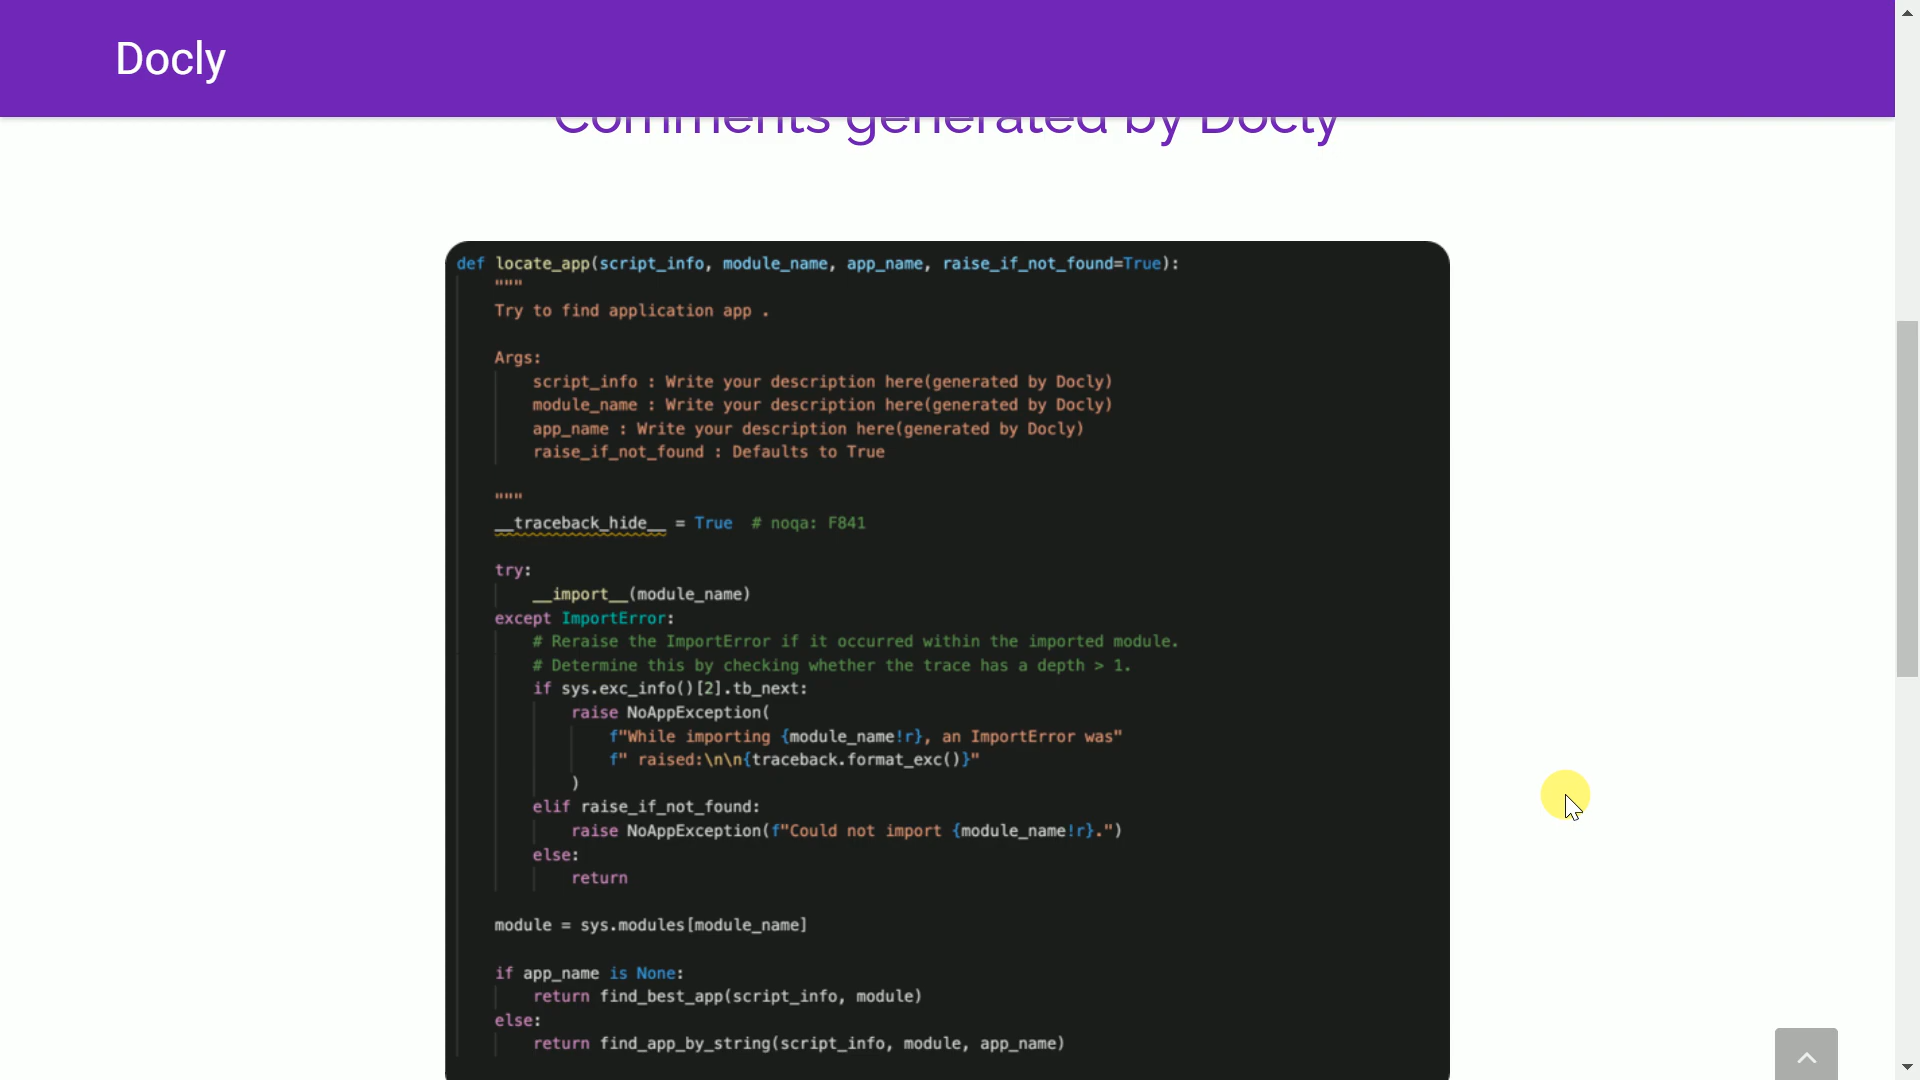 Docly
Comments generated by Docly
def locate_app(script_info, module_name, app_name, raise_if_not_found=True):
"""
Try to find application app .
Args:
script_info : Write your description here(generated by Docly)
module_name : Write your description here(generated by Docly)
app_name : Write your description here(generated by Docly)
raise_if_not_found : Defaults to True
"""
__traceback_hide__ = True  # noqa: F841
try:
__import__(module_name)
except ImportError:
# Reraise the ImportError if it occurred within the imported module.
# Determine this by checking whether the trace has a depth > 1.
if sys.exc_info()[2].tb_next:
raise NoAppException(
f"While importing {module_name!r}, an ImportError was"
f" raised:\n\n{traceback.format_exc()}"
)
elif raise_if_not_found:
raise NoAppException(f"Could not import {module_name!r}.")
else:
return
module = sys.modules[module_name]
if app_name is None:
return find_best_app(script_info, module)
else:
return find_app_by_string(script_info, module, app_name)